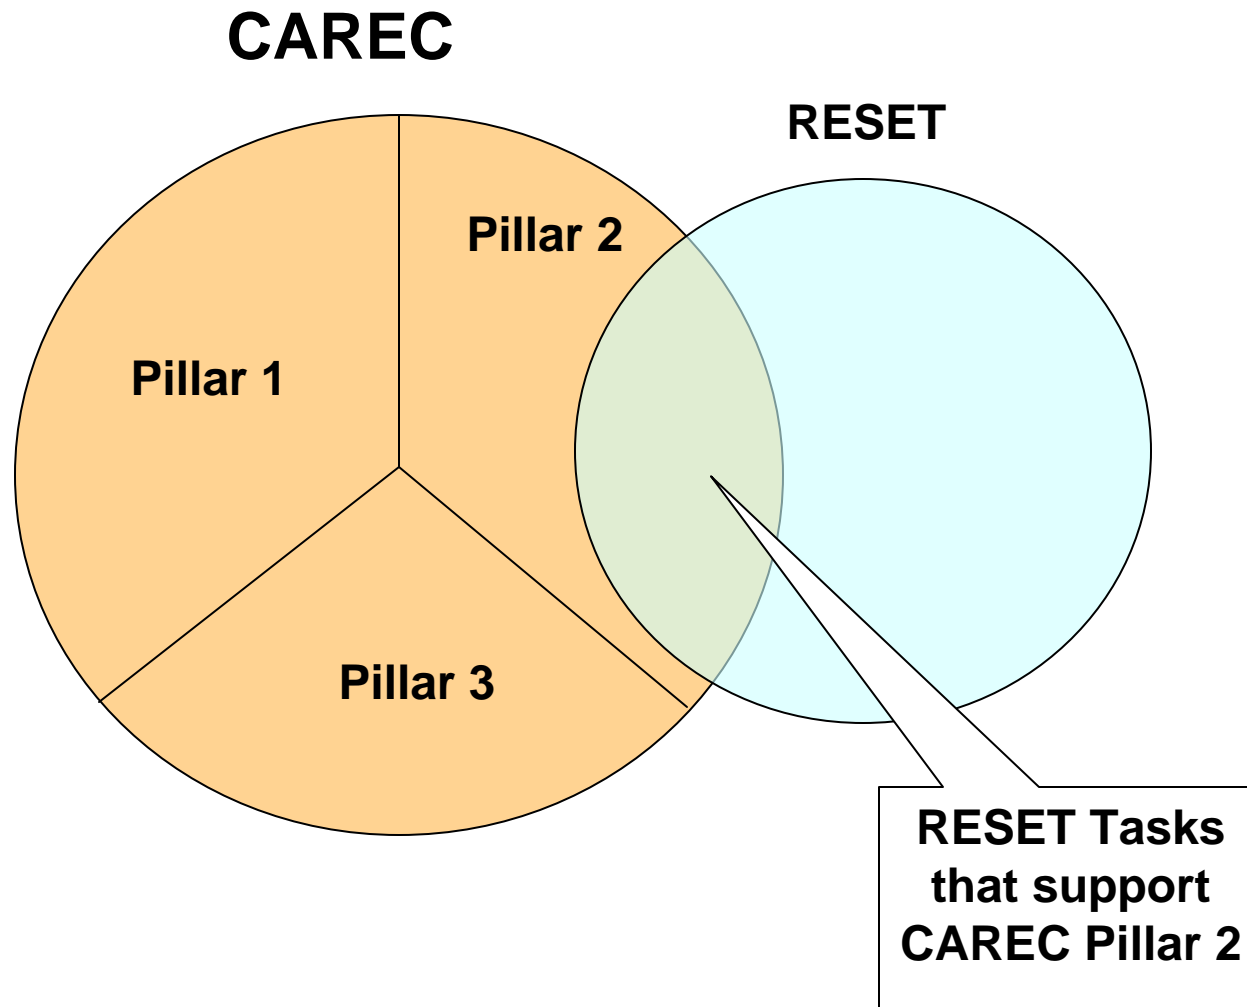 CAREC
RESET
Pillar 2
Pillar 1
Pillar 3
RESET Tasks
that support
CAREC Pillar 2